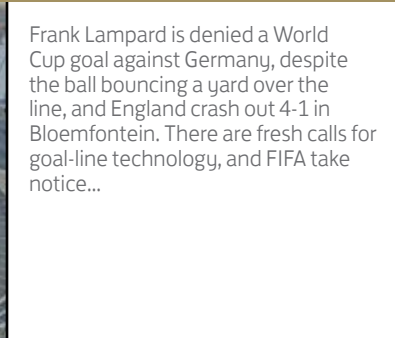 Frank Lampard is denied a World
Cup goal against Germany, despite
the ball bouncing a yard over the
line, and England crash out 4-1 in
Bloemfontein. There are fresh calls for
goal-line technology, and FIFA take
notice...